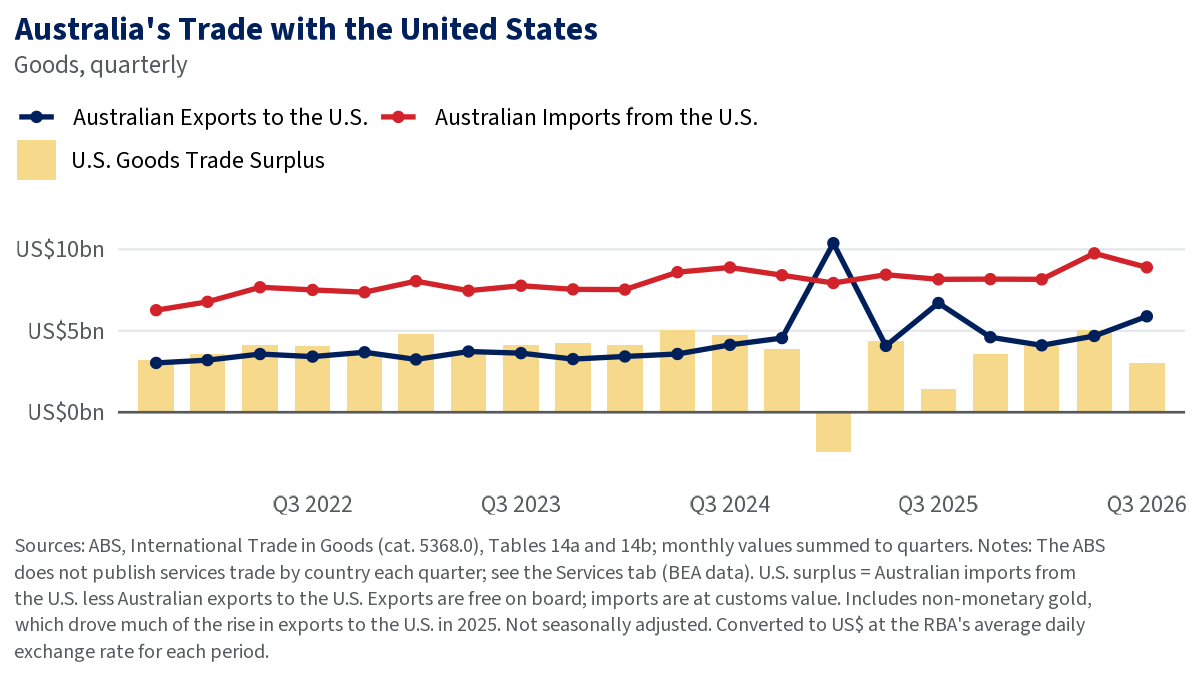 Australia's Trade with the United States
Goods, quarterly
Australian Exports to the U.S. Australian Imports from the U.S.
U.S. Goods Trade Surplus
US$10bn
US$5bn
US$0bn
Q3 2022 Q3 2023 Q3 2024 Q3 2025 Q3 2026
Sources: ABS, International Trade in Goods (cat. 5368.0), Tables 14a and 14b; monthly values summed to quarters. Notes: The ABS
does not publish services trade by country each quarter; see the Services tab (BEA data). U.S. surplus = Australian imports from
the U.S. less Australian exports to the U.S. Exports are free on board; imports are at customs value. Includes non-monetary gold,
which drove much of the rise in exports to the U.S. in 2025. Not seasonally adjusted. Converted to US$ at the RBA's average daily
exchange rate for each period.